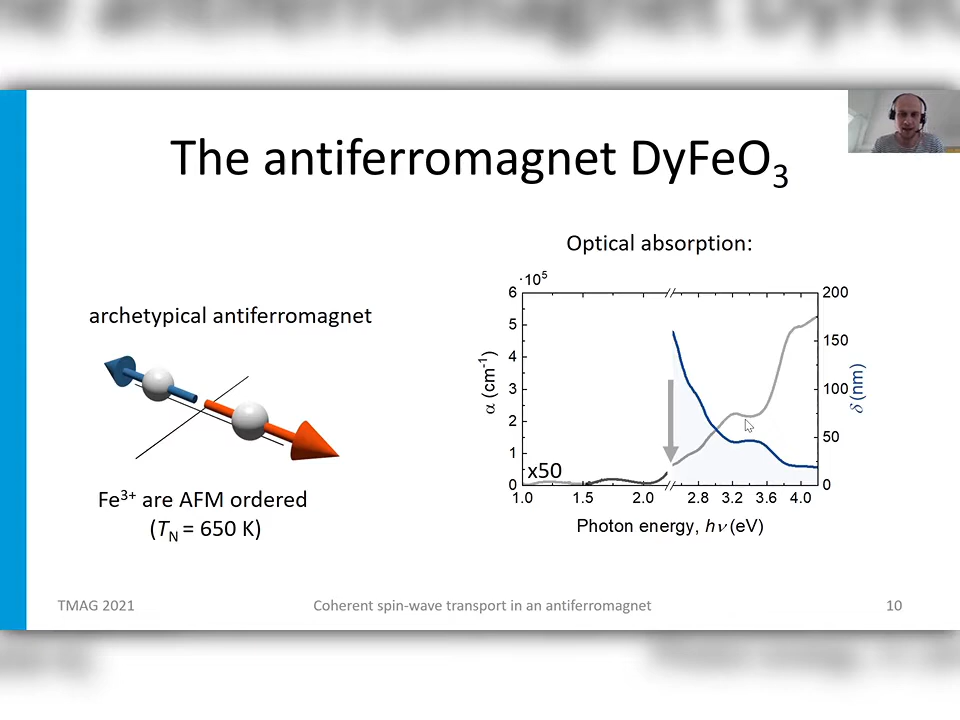 The antiferromagnet DyFeO₃
Optical absorption:
archetypical antiferromagnet
Fe³⁺ are AFM ordered
(T_N = 650 K)
·10⁵
6
5
4
3
2
1
0
α (cm⁻¹)
x50
200
150
100
50
0
δ (nm)
1.0 1.5 2.0 2.8 3.2 3.6 4.0
Photon energy, hν (eV)
TMAG 2021
Coherent spin-wave transport in an antiferromagnet
10